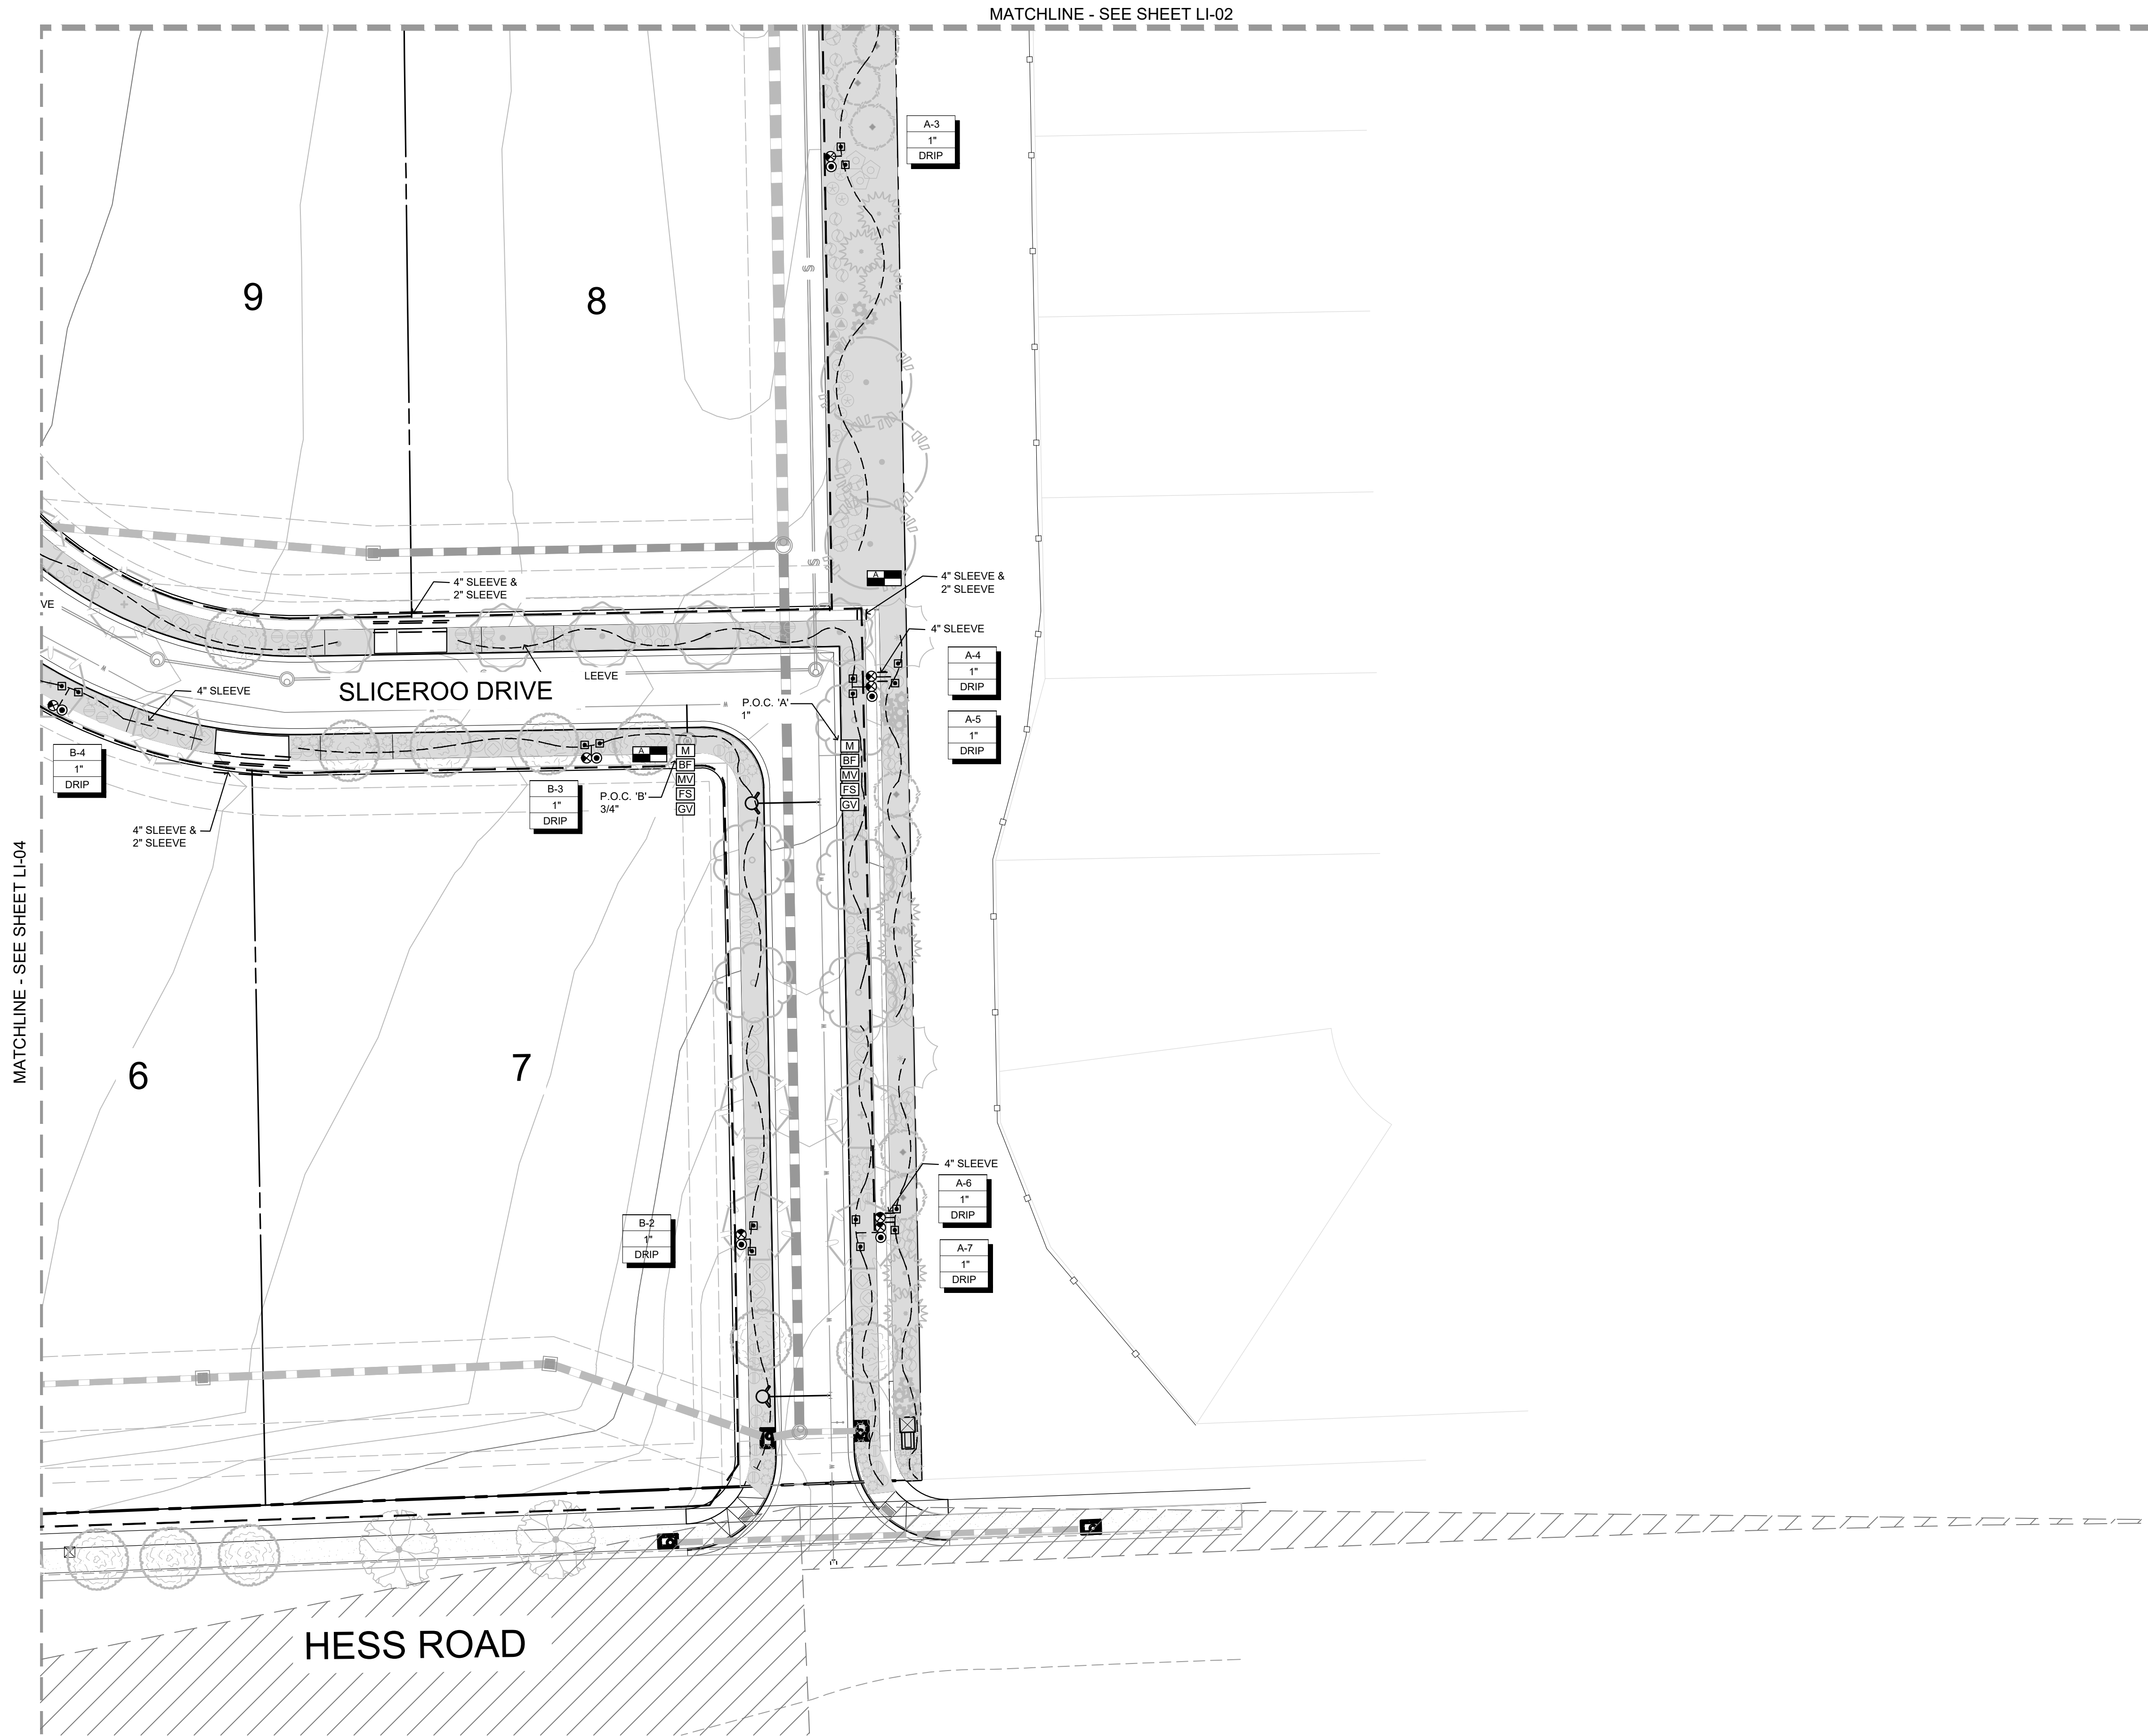 MATCHLINE - SEE SHEET LI-02
A-3
1"
DRIP
9
8
S
S
4" SLEEVE &
2" SLEEVE
A
4" SLEEVE &
2" SLEEVE
VE
4" SLEEVE
A-4
1"
DRIP
LEEVE
4" SLEEVE
SLICEROO DRIVE
P.O.C. 'A'
1"
A-5
1"
DRIP
B-4
1"
DRIP
A
M
BF
MV
FS
GV
M
BF
MV
FS
GV
B-3
1"
DRIP
P.O.C. 'B'
3/4"
4" SLEEVE &
2" SLEEVE
MATCHLINE - SEE SHEET LI-04
6
7
4" SLEEVE
A-6
1"
DRIP
B-2
1"
DRIP
A-7
1"
DRIP
HESS ROAD